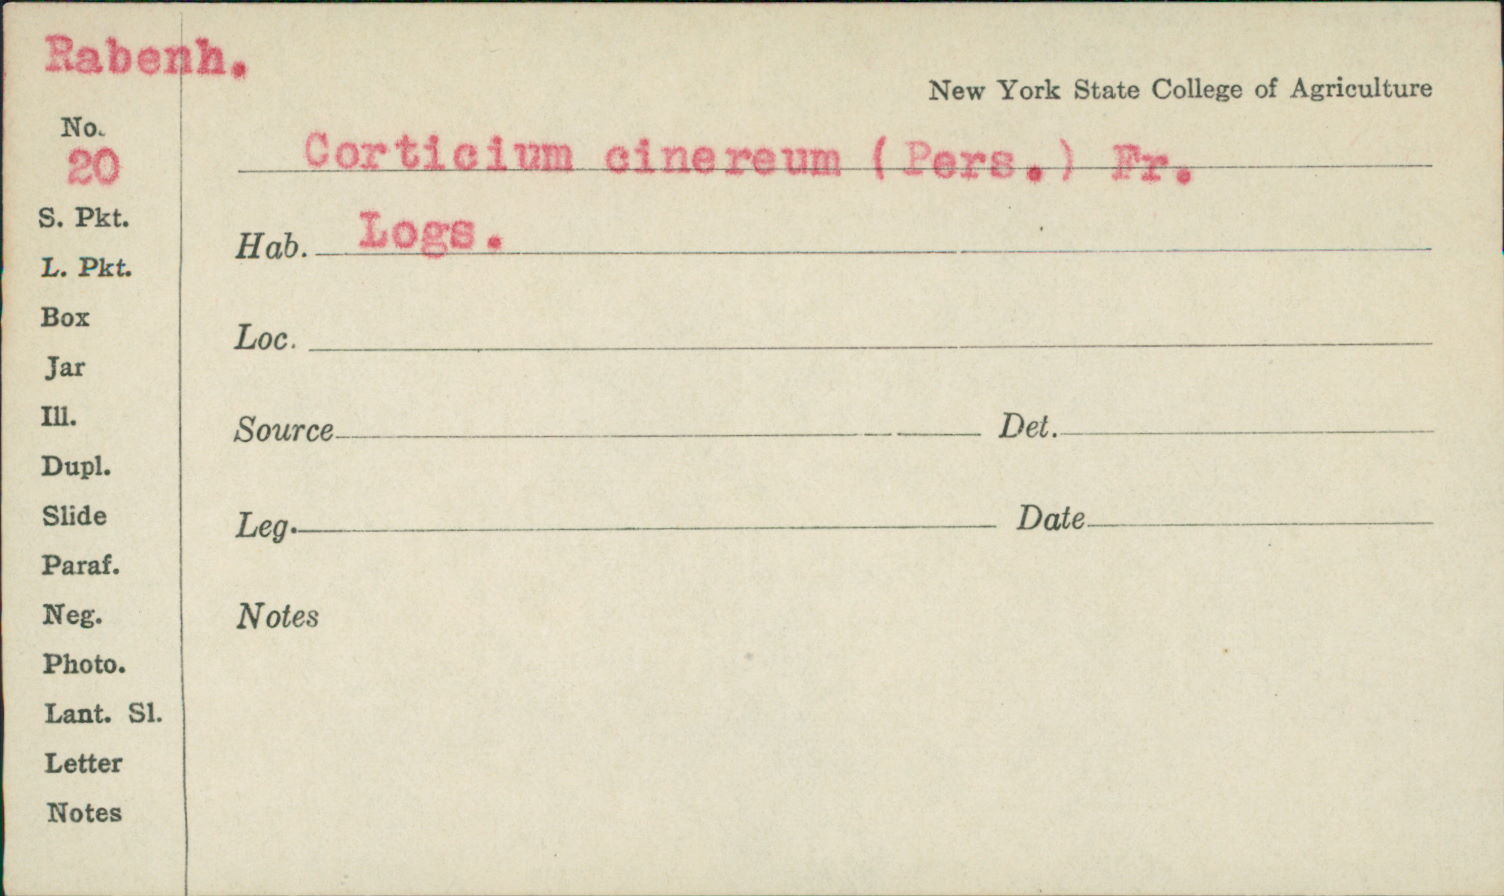 Rabenh.
New York State College of Agriculture
No.
20
Corticium cinereum (Pers.) Fr.
S. Pkt.
Hab. Logs.
L. Pkt.
Box
Loc.
Jar
Ill.
Source Det.
Dupl.
Slide
Leg. Date
Paraf.
Neg.
Notes
Photo.
Lant. Sl.
Letter
Notes